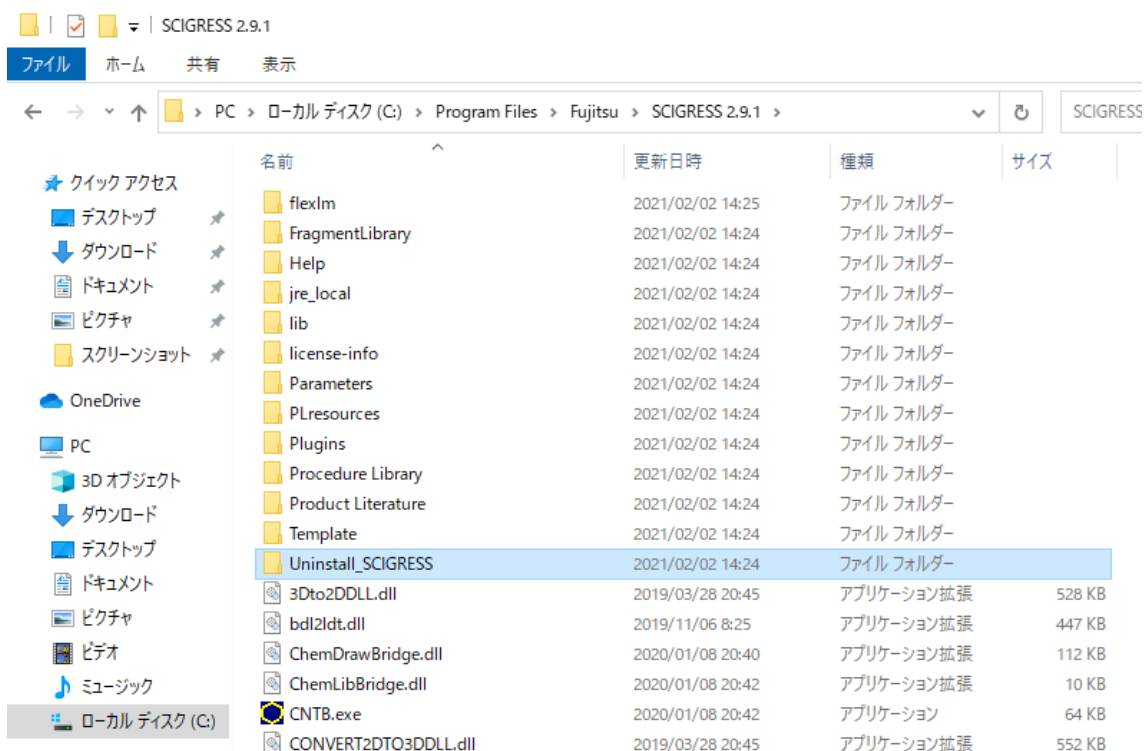 SCIGRESS 2.9.1
ファイル ホーム 共有 表示
PC › ローカル ディスク (C:) › Program Files › Fujitsu › SCIGRESS 2.9.1 › SCIGRESS
名前 更新日時 種類 サイズ
クイック アクセス
デスクトップ
ダウンロード
ドキュメント
ピクチャ
スクリーンショット
OneDrive
PC
3D オブジェクト
ダウンロード
デスクトップ
ドキュメント
ピクチャ
ビデオ
ミュージック
ローカル ディスク (C:)
flexlm 2021/02/02 14:25 ファイル フォルダー
FragmentLibrary 2021/02/02 14:24 ファイル フォルダー
Help 2021/02/02 14:24 ファイル フォルダー
jre_local 2021/02/02 14:24 ファイル フォルダー
lib 2021/02/02 14:24 ファイル フォルダー
license-info 2021/02/02 14:24 ファイル フォルダー
Parameters 2021/02/02 14:24 ファイル フォルダー
PLresources 2021/02/02 14:24 ファイル フォルダー
Plugins 2021/02/02 14:24 ファイル フォルダー
Procedure Library 2021/02/02 14:24 ファイル フォルダー
Product Literature 2021/02/02 14:24 ファイル フォルダー
Template 2021/02/02 14:24 ファイル フォルダー
Uninstall_SCIGRESS 2021/02/02 14:24 ファイル フォルダー
3Dto2DDLL.dll 2019/03/28 20:45 アプリケーション拡張 528 KB
bdl2ldt.dll 2019/11/06 8:25 アプリケーション拡張 447 KB
ChemDrawBridge.dll 2020/01/08 20:40 アプリケーション拡張 112 KB
ChemLibBridge.dll 2020/01/08 20:42 アプリケーション拡張 10 KB
CNTB.exe 2020/01/08 20:42 アプリケーション 64 KB
CONVERT2DTO3DDLL.dll 2019/03/28 20:45 アプリケーション拡張 552 KB